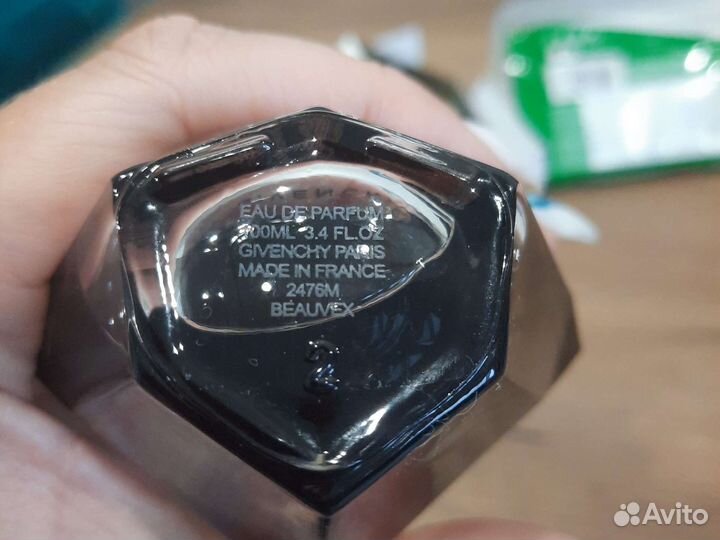 EAU DE PARFUM
100ML 3.4 FL.OZ
GIVENCHY PARIS
MADE IN FRANCE
2476M
BEAUVEX
Avito